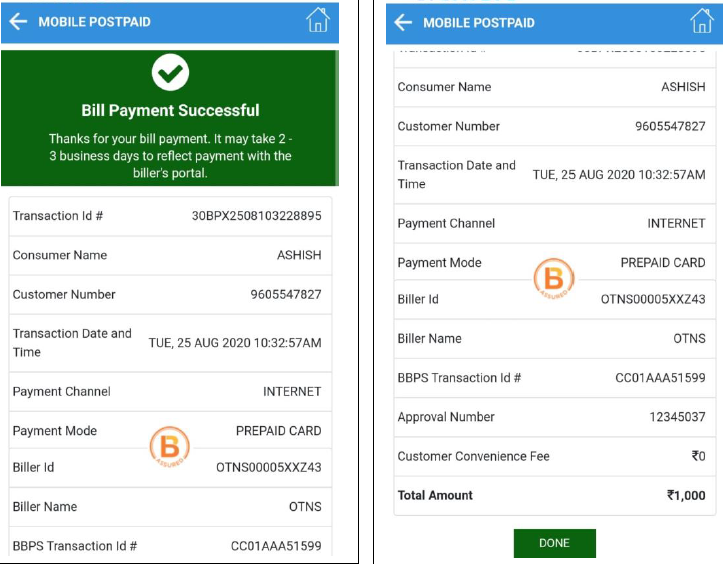 MOBILE POSTPAID
Bill Payment Successful
Thanks for your bill payment. It may take 2 -
3 business days to reflect payment with the
biller's portal.
Transaction Id # 30BPX2508103228895
Consumer Name ASHISH
Customer Number 9605547827
Transaction Date and
Time TUE, 25 AUG 2020 10:32:57AM
Payment Channel INTERNET
Payment Mode PREPAID CARD
B
ASSURED
Biller Id OTNS00005XXZ43
Biller Name OTNS
BBPS Transaction Id # CC01AAA51599
MOBILE POSTPAID
Consumer Name ASHISH
Customer Number 9605547827
Transaction Date and
Time TUE, 25 AUG 2020 10:32:57AM
Payment Channel INTERNET
Payment Mode PREPAID CARD
B
ASSURED
Biller Id OTNS00005XXZ43
Biller Name OTNS
BBPS Transaction Id # CC01AAA51599
Approval Number 12345037
Customer Convenience Fee ₹0
Total Amount ₹1,000
DONE